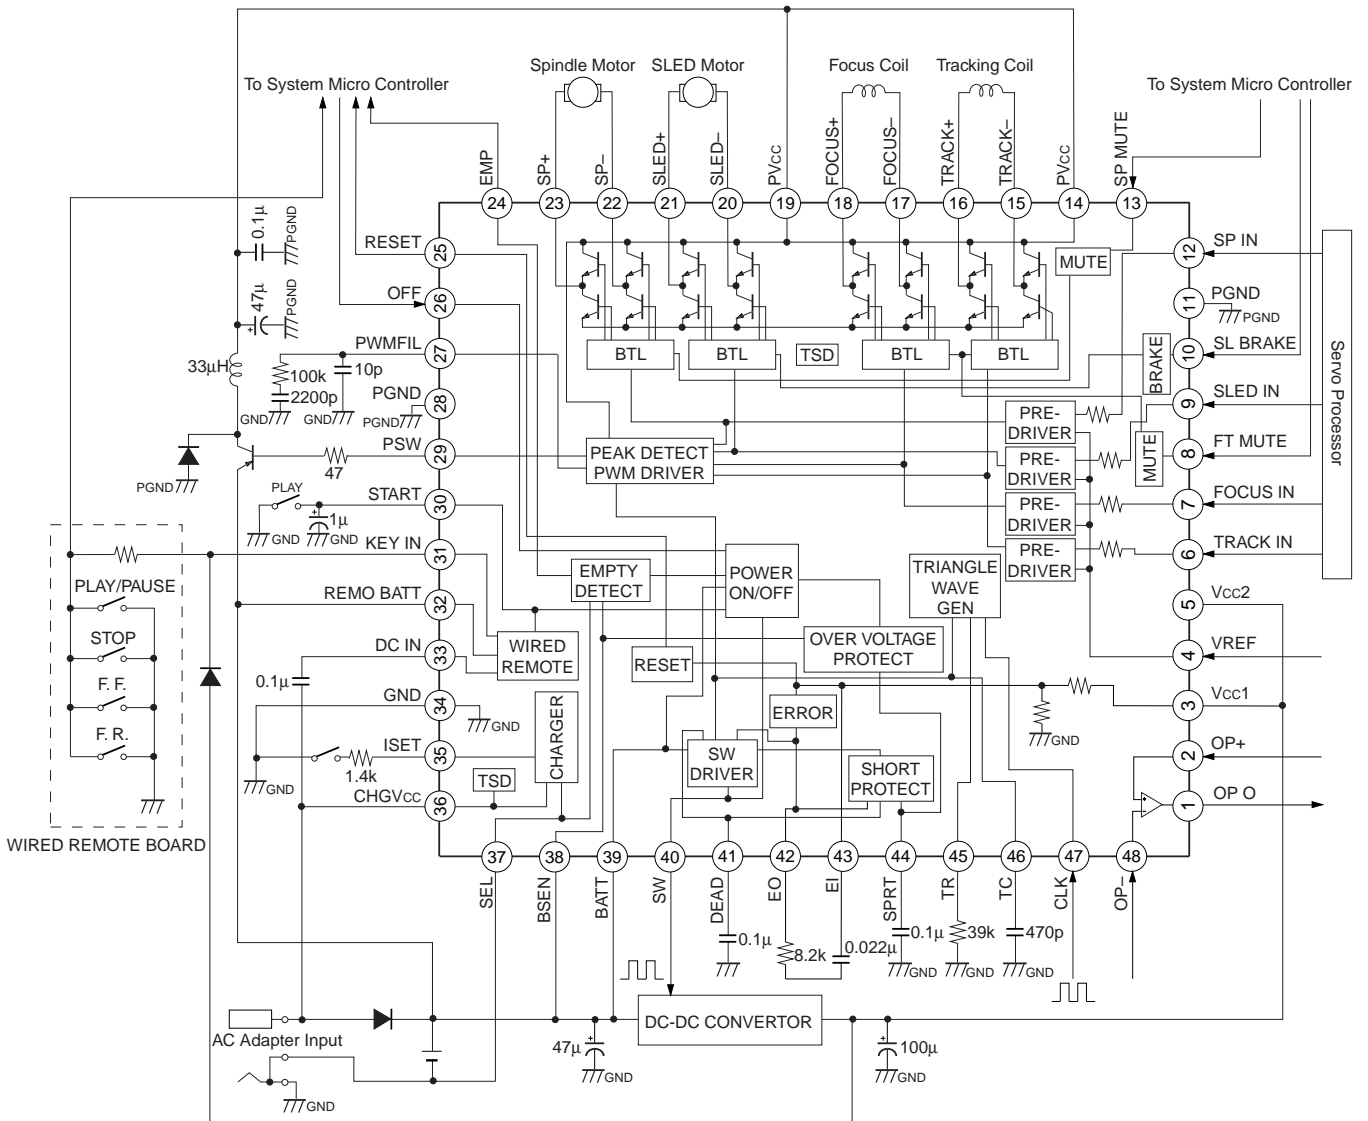 Spindle Motor
SLED Motor
Focus Coil
Tracking Coil
To System Micro Controller
To System Micro Controller
EMP
SP+
SP–
SLED+
SLED–
PVCC
FOCUS+
FOCUS–
TRACK+
TRACK–
PVCC
SP MUTE
24
23
22
21
20
19
18
17
16
15
14
13
0.1μ
PGND
RESET
25
MUTE
12
SP IN
47μ
PGND
OFF
26
11
PGND
PGND
33μH
PWMFIL
27
BTL
BTL
TSD
BTL
BTL
BRAKE
10
SL BRAKE
100k
10p
2200p
GND
GND
PGND
PGND
28
PRE-
DRIVER
9
SLED IN
PSW
29
47
PGND
PEAK DETECT
PWM DRIVER
PRE-
DRIVER
MUTE
8
FT MUTE
Servo Processor
PLAY
START
30
1μ
GND
GND
PRE-
DRIVER
7
FOCUS IN
KEY IN
31
EMPTY
DETECT
POWER
ON/OFF
TRIANGLE
WAVE
GEN
PRE-
DRIVER
6
TRACK IN
PLAY/PAUSE
REMO BATT
32
5
VCC2
STOP
DC IN
33
WIRED
REMOTE
RESET
OVER VOLTAGE
PROTECT
4
VREF
0.1μ
F. F.
GND
34
GND
CHARGER
ERROR
GND
3
VCC1
F. R.
ISET
35
1.4k
GND
TSD
SW
DRIVER
SHORT
PROTECT
2
OP+
CHGVCC
36
+
-
1
OP O
WIRED REMOTE BOARD
37
38
39
40
41
42
43
44
45
46
47
48
SEL
BSEN
BATT
SW
DEAD
EO
EI
SPRT
TR
TC
CLK
OP–
0.1μ
8.2k
0.022μ
0.1μ
GND
39k
GND
470p
GND
AC Adapter Input
GND
47μ
GND
DC-DC CONVERTOR
100μ
GND